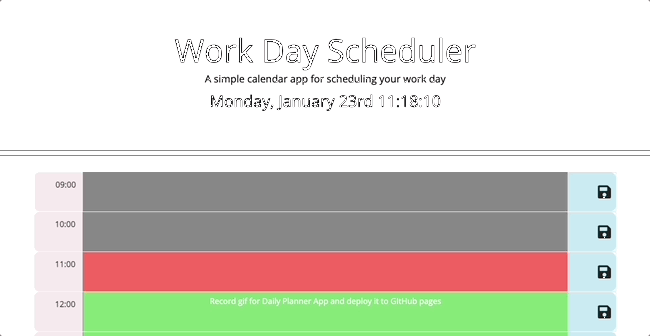 Work Day Scheduler
A simple calendar app for scheduling your work day
Monday, January 23rd 11:18:10
09:00
10:00
11:00
12:00 Record gif for Daily Planner App and deploy it to GitHub pages